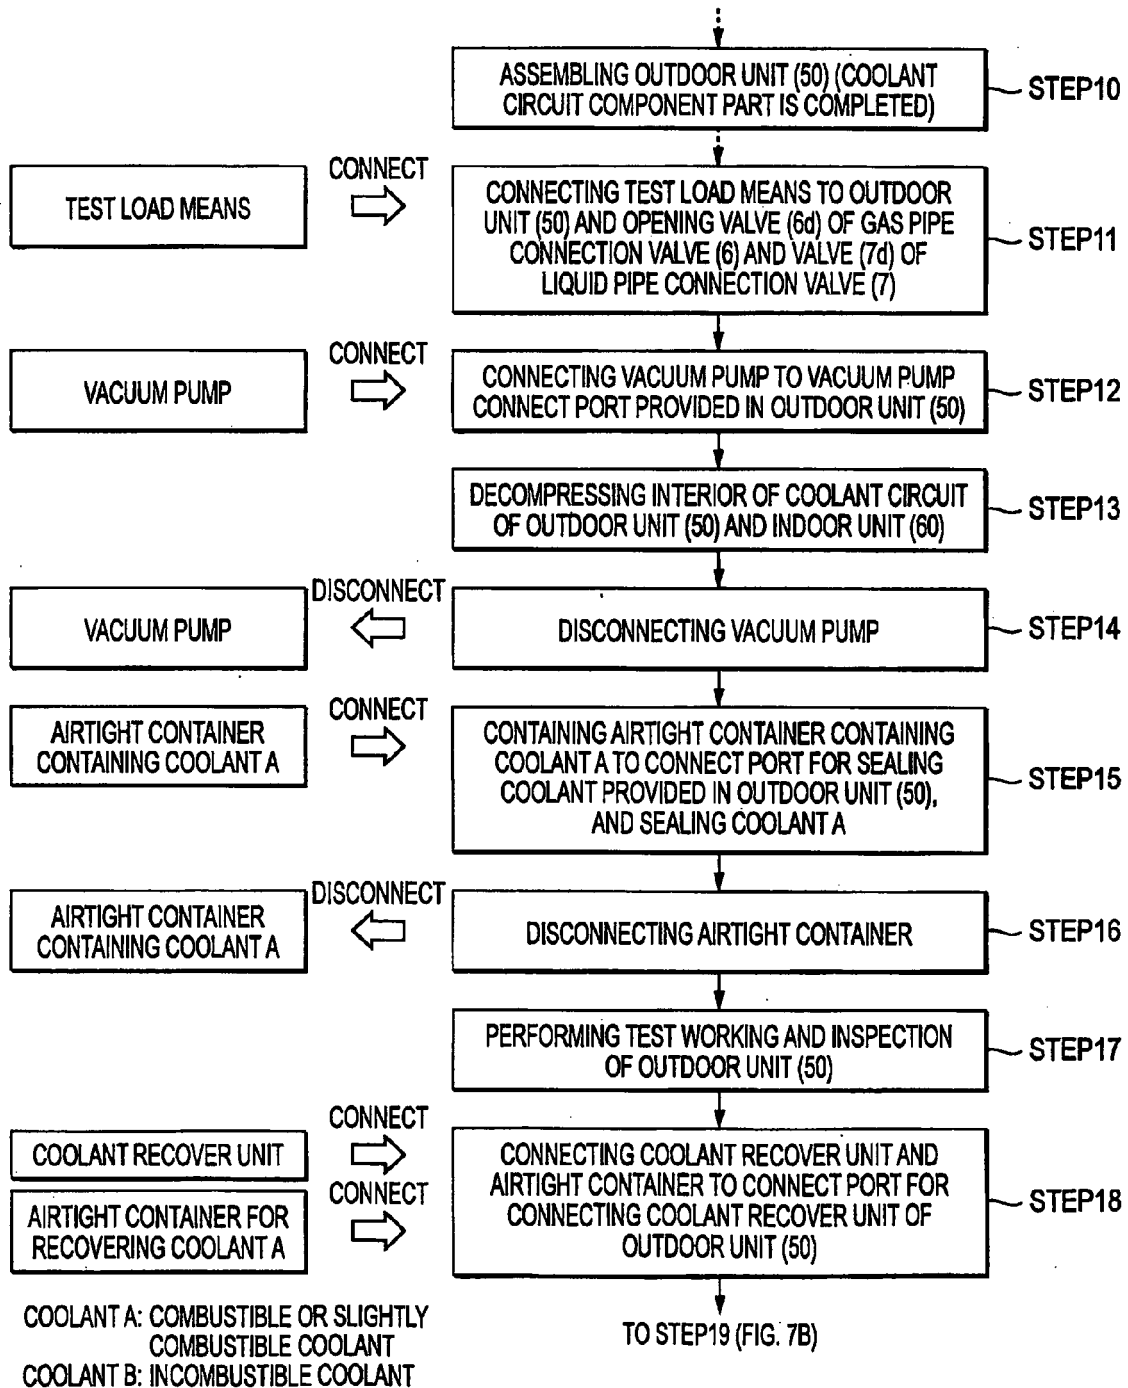 ASSEMBLING OUTDOOR UNIT (50) (COOLANT
CIRCUIT COMPONENT PART IS COMPLETED)
STEP10
TEST LOAD MEANS
CONNECT
CONNECTING TEST LOAD MEANS TO OUTDOOR
UNIT (50) AND OPENING VALVE (6d) OF GAS PIPE
CONNECTION VALVE (6) AND VALVE (7d) OF
LIQUID PIPE CONNECTION VALVE (7)
STEP11
VACUUM PUMP
CONNECT
CONNECTING VACUUM PUMP TO VACUUM PUMP
CONNECT PORT PROVIDED IN OUTDOOR UNIT (50)
STEP12
DECOMPRESSING INTERIOR OF COOLANT CIRCUIT
OF OUTDOOR UNIT (50) AND INDOOR UNIT (60)
STEP13
VACUUM PUMP
DISCONNECT
DISCONNECTING VACUUM PUMP
STEP14
AIRTIGHT CONTAINER
CONTAINING COOLANT A
CONNECT
CONTAINING AIRTIGHT CONTAINER CONTAINING
COOLANT A TO CONNECT PORT FOR SEALING
COOLANT PROVIDED IN OUTDOOR UNIT (50),
AND SEALING COOLANT A
STEP15
AIRTIGHT CONTAINER
CONTAINING COOLANT A
DISCONNECT
DISCONNECTING AIRTIGHT CONTAINER
STEP16
PERFORMING TEST WORKING AND INSPECTION
OF OUTDOOR UNIT (50)
STEP17
COOLANT RECOVER UNIT
CONNECT
AIRTIGHT CONTAINER FOR
RECOVERING COOLANT A
CONNECT
CONNECTING COOLANT RECOVER UNIT AND
AIRTIGHT CONTAINER TO CONNECT PORT FOR
CONNECTING COOLANT RECOVER UNIT OF
OUTDOOR UNIT (50)
STEP18
TO STEP19 (FIG. 7B)
COOLANT A: COMBUSTIBLE OR SLIGHTLY
COMBUSTIBLE COOLANT
COOLANT B: INCOMBUSTIBLE COOLANT